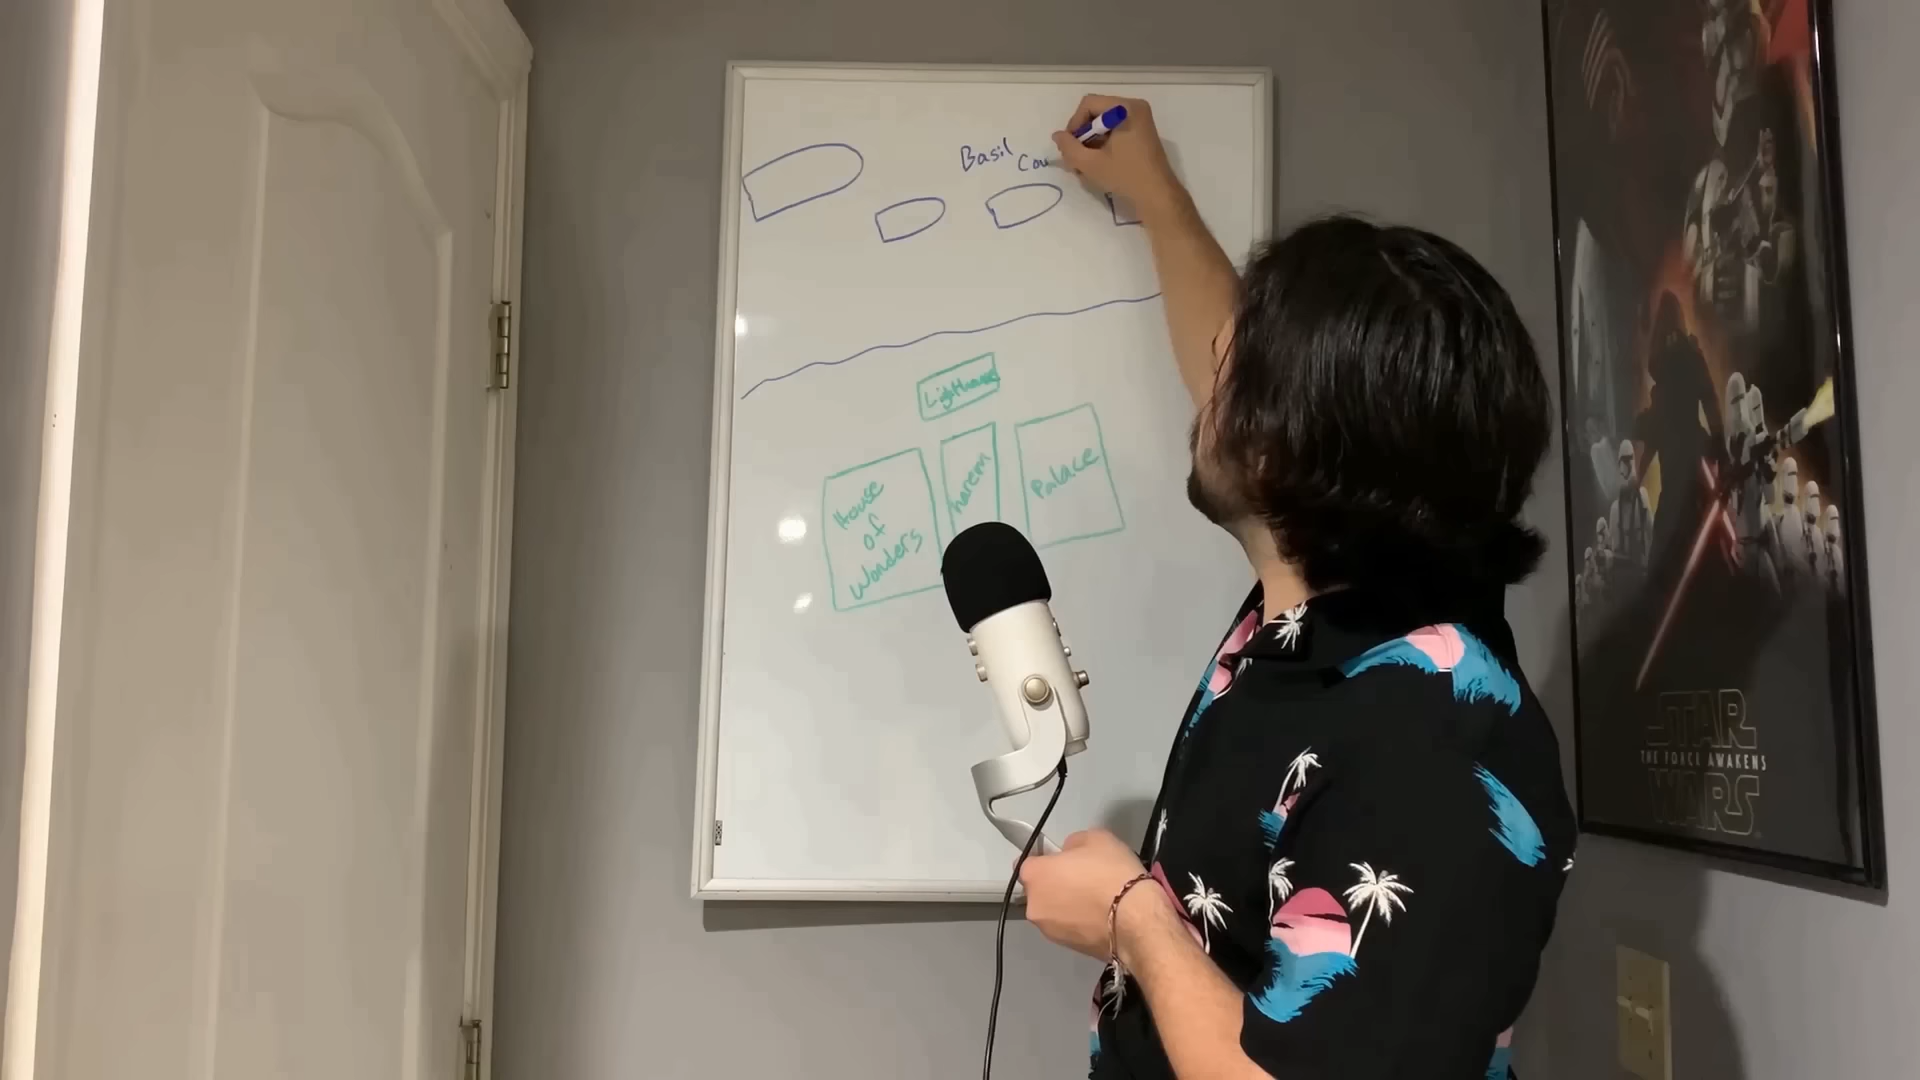 Basil
Cou
Lighthouse
House
of
Wonders
harem
Palace
STAR
THE FORCE AWAKENS
WARS